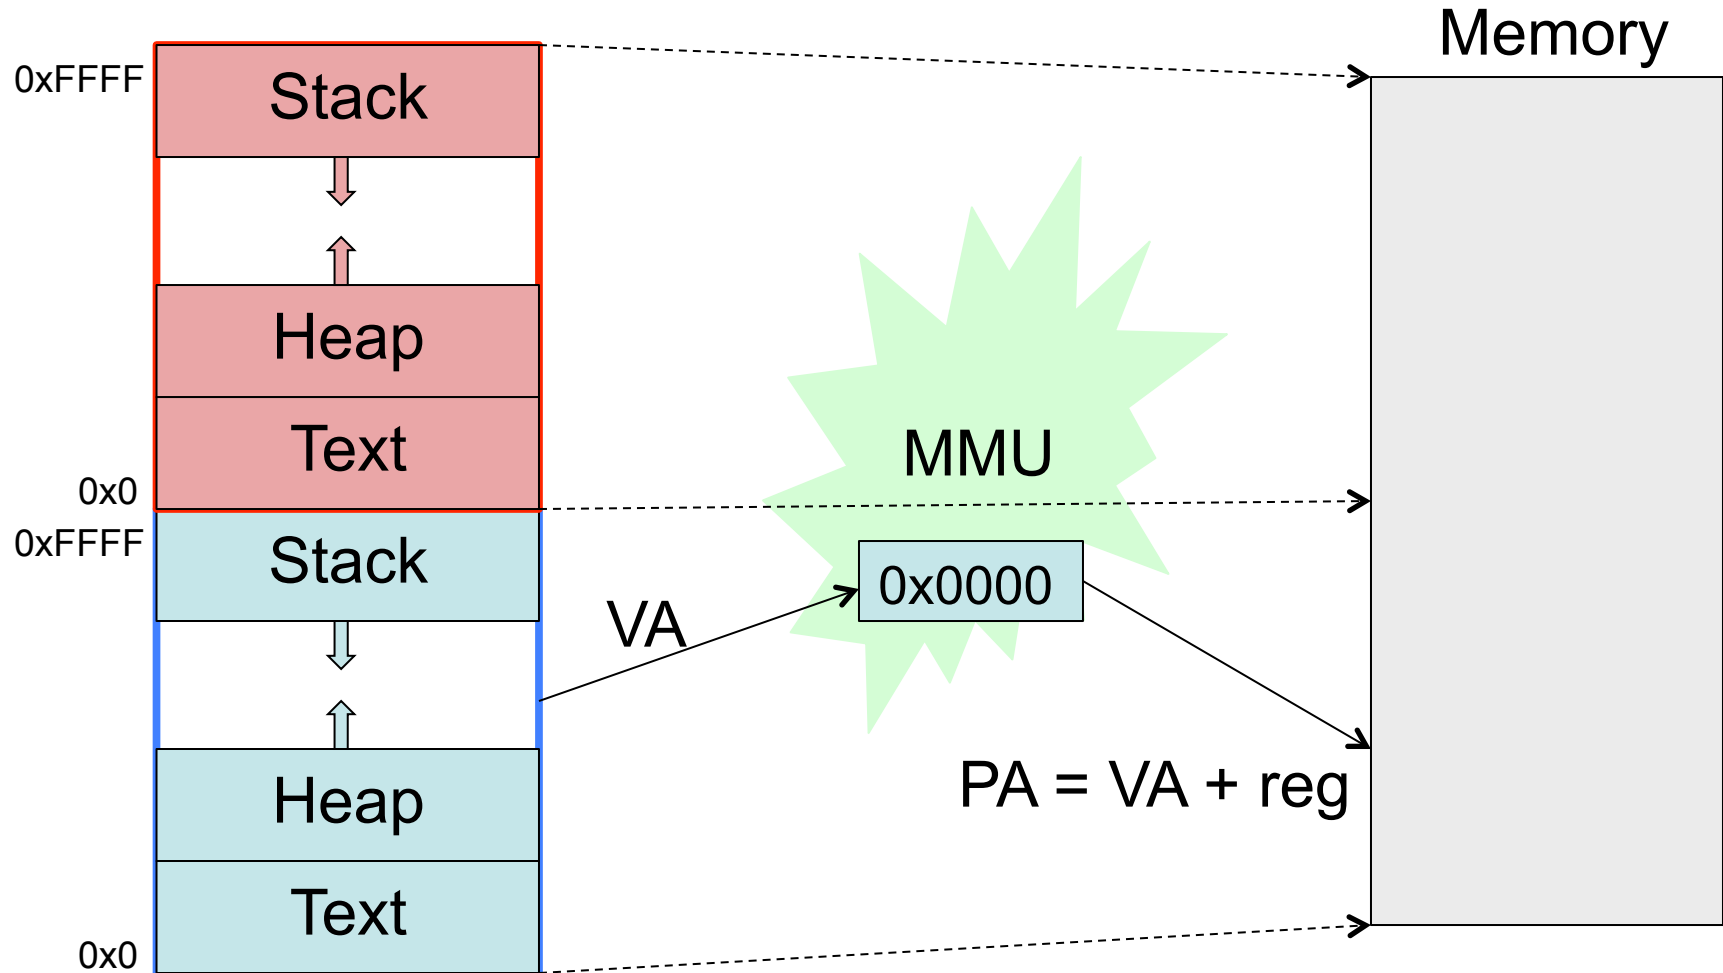 Memory
0xFFFF
Stack
Heap
Text
0x0
MMU
0xFFFF
Stack
0x0000
VA
PA = VA + reg
Heap
Text
0x0